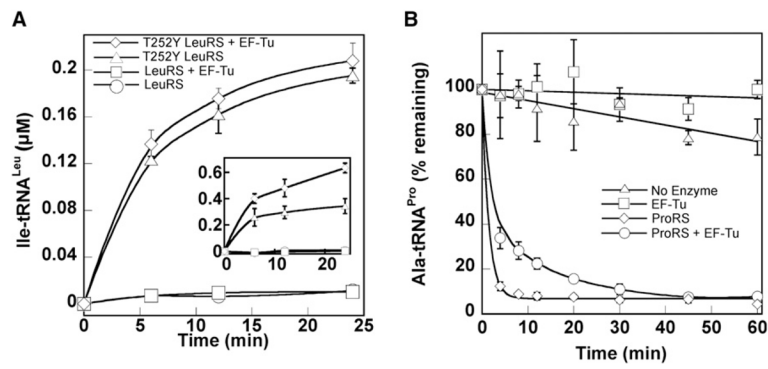 A
T252Y LeuRS + EF-Tu
T252Y LeuRS
LeuRS + EF-Tu
LeuRS
Ile-tRNALeu (µM)
0.2
0.16
0.12
0.08
0.04
0
0.6
0.4
0.2
0
0 10 20
0 5 10 15 20 25
Time (min)
B
Ala-tRNAPro (% remaining)
100
80
60
40
20
0
No Enzyme
EF-Tu
ProRS
ProRS + EF-Tu
0 10 20 30 40 50 60
Time (min)